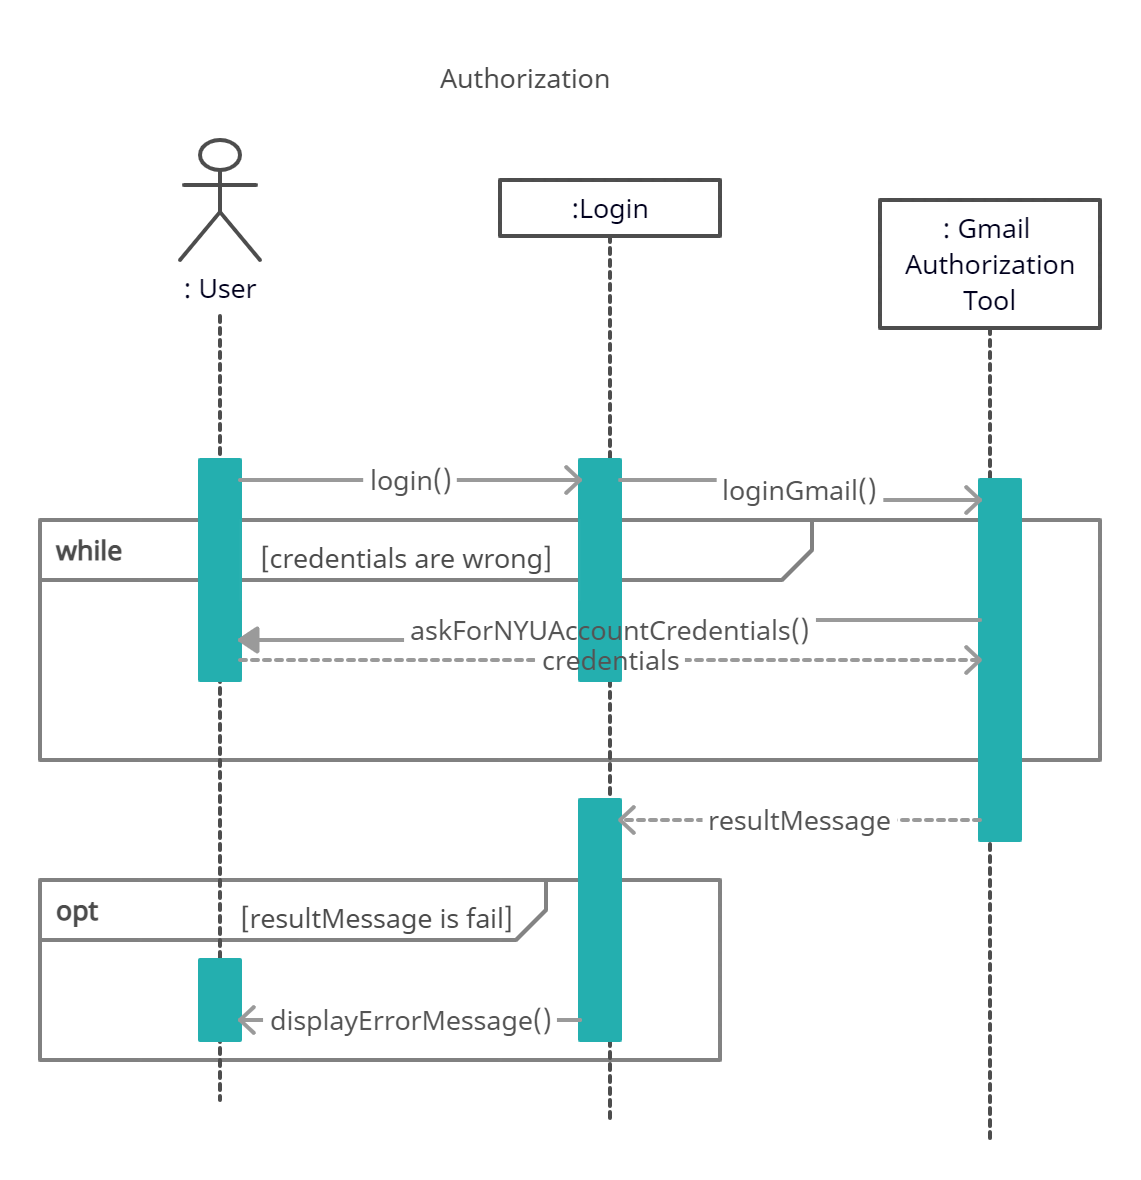 Authorization
: User
:Login
: Gmail
Authorization
Tool
login()
loginGmail()
while
[credentials are wrong]
askForNYUAccountCredentials()
credentials
resultMessage
opt
[resultMessage is fail]
displayErrorMessage()